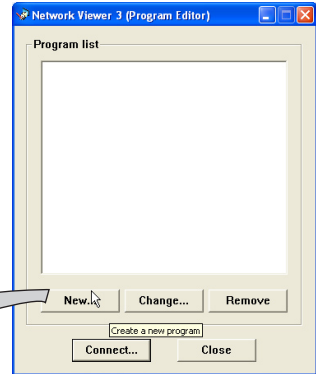 Network Viewer 3 (Program Editor)
Program list
New...
Change...
Remove
Create a new program
Connect...
Close